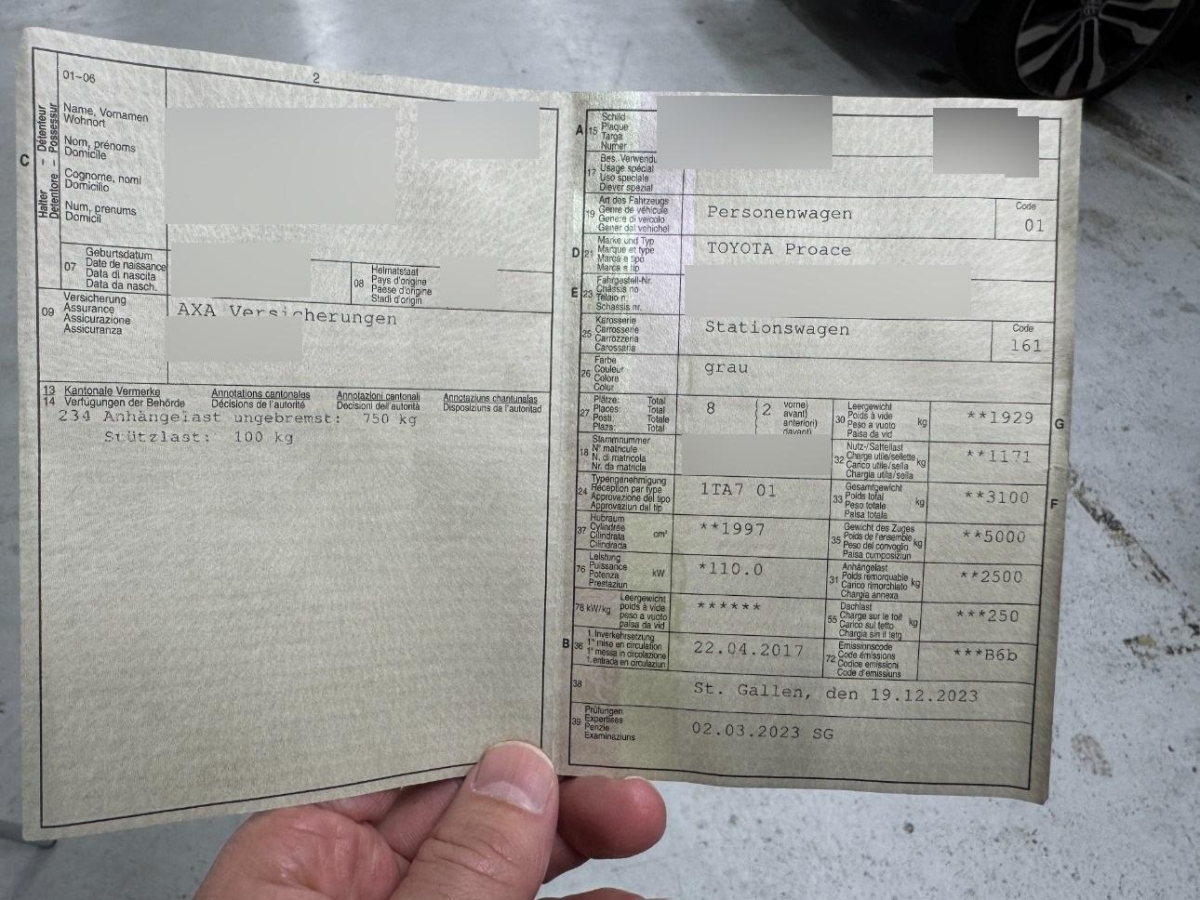 01-06
2
C
Halter – Détenteur
Detentore – Possessur
Name, Vornamen
Wohnort
Nom, prénoms
Domicile
Cognome, nomi
Domicilio
Num, prenums
Domicil
07
Geburtsdatum
Date de naissance
Data di nascita
Data da nasch.
08
Heimatstaat
Pays d'origine
Paese d'origine
Stadi d'origin
09
Versicherung
Assurance
Assicurazione
Assicuranza
AXA Versicherungen
13 Kantonale Vermerke Annotations cantonales Annotazioni cantonali Annotaziuns chantunalas
14 Verfügungen der Behörde Décisions de l'autorité Decisioni dell'autorità Disposiziuns da l'autoritad
234 Anhängelast ungebremst: 750 kg
Stützlast: 100 kg
A 15
Schild
Plaque
Targa
Numer
17
Bes. Verwendu
Usage spécial
Uso speciale
Diever spezial
19
Art des Fahrzeugs
Genre de véhicule
Genere di veicolo
Gener dal vehichel
Personenwagen
Code
01
D 21
Marke und Typ
Marque et type
Marca e tipo
Marca e tip
TOYOTA Proace
E 23
Fahrgestell-Nr.
Châssis no
Telaio n.
Schassis nr.
25
Karosserie
Carrosserie
Carrozzeria
Carossaria
Stationswagen
Code
161
26
Farbe
Couleur
Colore
Colur
grau
27
Plätze: Total
Places: Total
Posti: Totale
Plazs: Total
8
2
vorne)
avant)
anteriori)
davant)
30
Leergewicht
Poids à vide
Peso a vuoto
Paisa da vid
kg
**1929
G
18
Stammnummer
N° matricule
N. di matricola
Nr. da matricla
32
Nutz-/Sattellast
Charge utile/sellette
Carico utile/sella
Chargia utila/sella
kg
**1171
24
Typengenehmigung
Réception par type
Approvazione del tipo
Approvaziun dal tip
1TA7 01
33
Gesamtgewicht
Poids total
Peso totale
Paisa totala
kg
**3100
F
37
Hubraum
Cylindrée
Cilindrata
Cilindrada
cm³
**1997
35
Gewicht des Zuges
Poids de l'ensemble
Peso del convoglio
Paisa cumposiziun
kg
**5000
76
Leistung
Puissance
Potenza
Prestaziun
kW
*110.0
31
Anhängelast
Poids remorquable
Carico rimorchiato
Chargia annexa
kg
**2500
78 kW/kg
Leergewicht
poids à vide
peso a vuoto
paisa da vid
******
55
Dachlast
Charge sur le toit
Carico sul tetto
Chargia sin il tetg
kg
***250
B 36
1. Inverkehrsetzung
1re mise en circulation
1a messa in circolazione
1. entrada en circulaziun
22.04.2017
72
Emissionscode
Code émissions
Codice emissioni
Code d'emissiuns
***B6b
38
St. Gallen, den 19.12.2023
39
Prüfungen
Expertises
Perizie
Examinaziuns
02.03.2023 SG